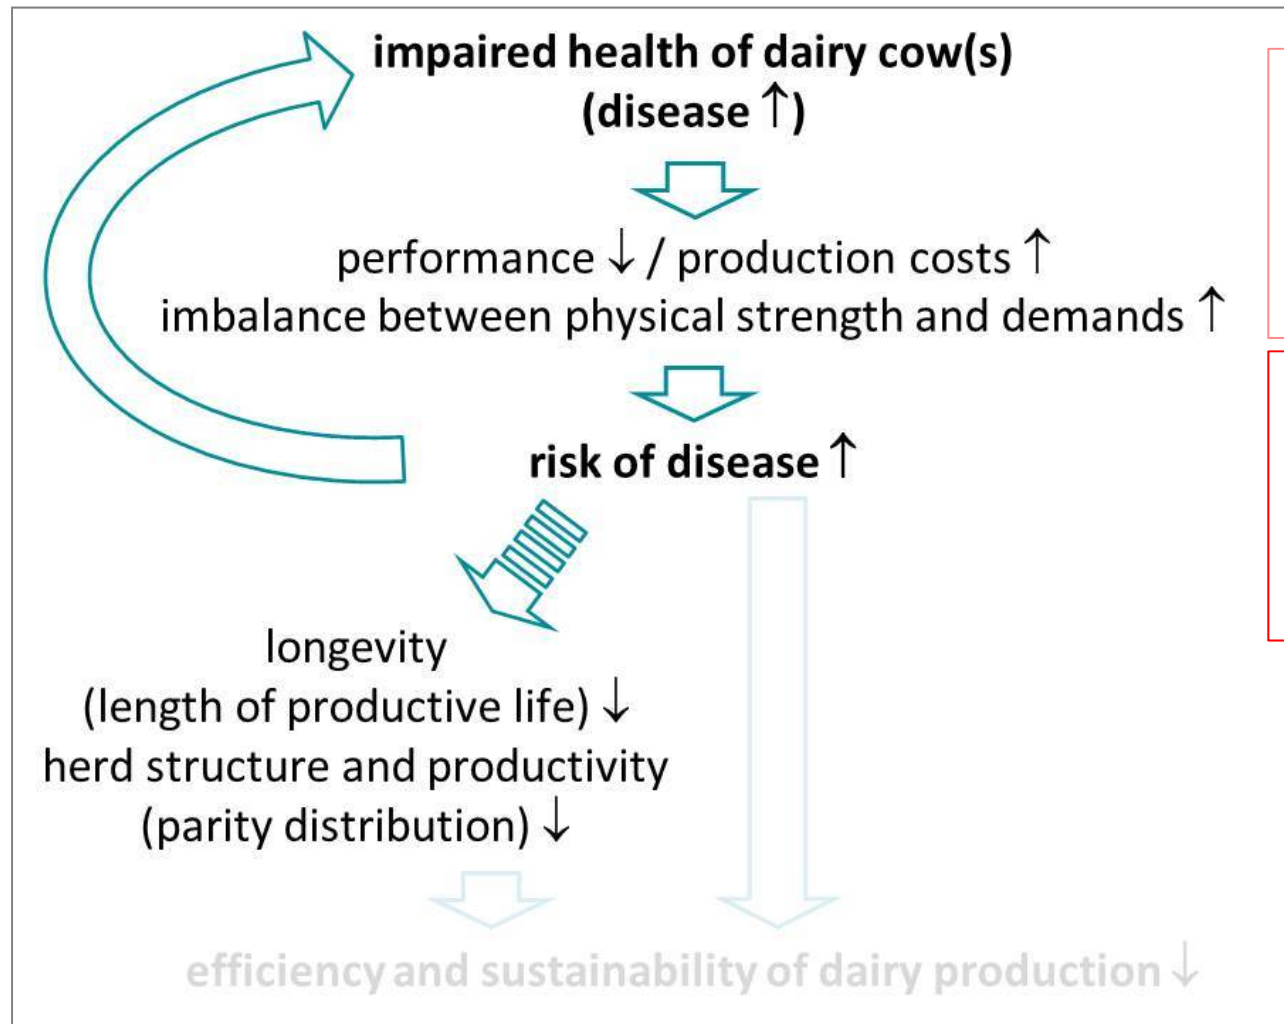 impaired health of dairy cow(s)
(disease ↑)
performance ↓ / production costs ↑
imbalance between physical strength and demands ↑
risk of disease ↑
longevity
(length of productive life) ↓
herd structure and productivity
(parity distribution) ↓
efficiency and sustainability of dairy production ↓